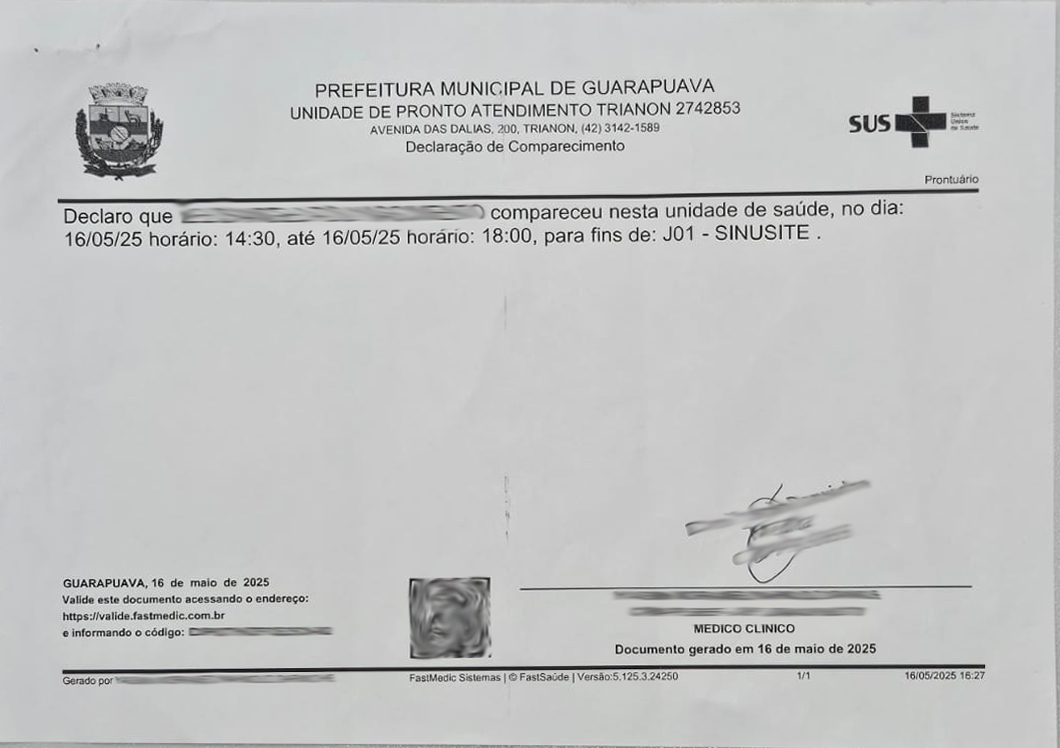 PREFEITURA MUNICIPAL DE GUARAPUAVA
UNIDADE DE PRONTO ATENDIMENTO TRIANON 2742853
AVENIDA DAS DALIAS, 200, TRIANON, (42) 3142-1589
Declaração de Comparecimento
SUS
Sistema
Único
de Saúde
Prontuário
Declaro que compareceu nesta unidade de saúde, no dia:
16/05/25 horário: 14:30, até 16/05/25 horário: 18:00, para fins de: J01 - SINUSITE .
GUARAPUAVA, 16 de maio de 2025
Valide este documento acessando o endereço:
https://valide.fastmedic.com.br
e informando o código:
MEDICO CLINICO
Documento gerado em 16 de maio de 2025
Gerado por
FastMedic Sistemas | © FastSaúde | Versão:5.125.3.24250
1/1
16/05/2025 16:27